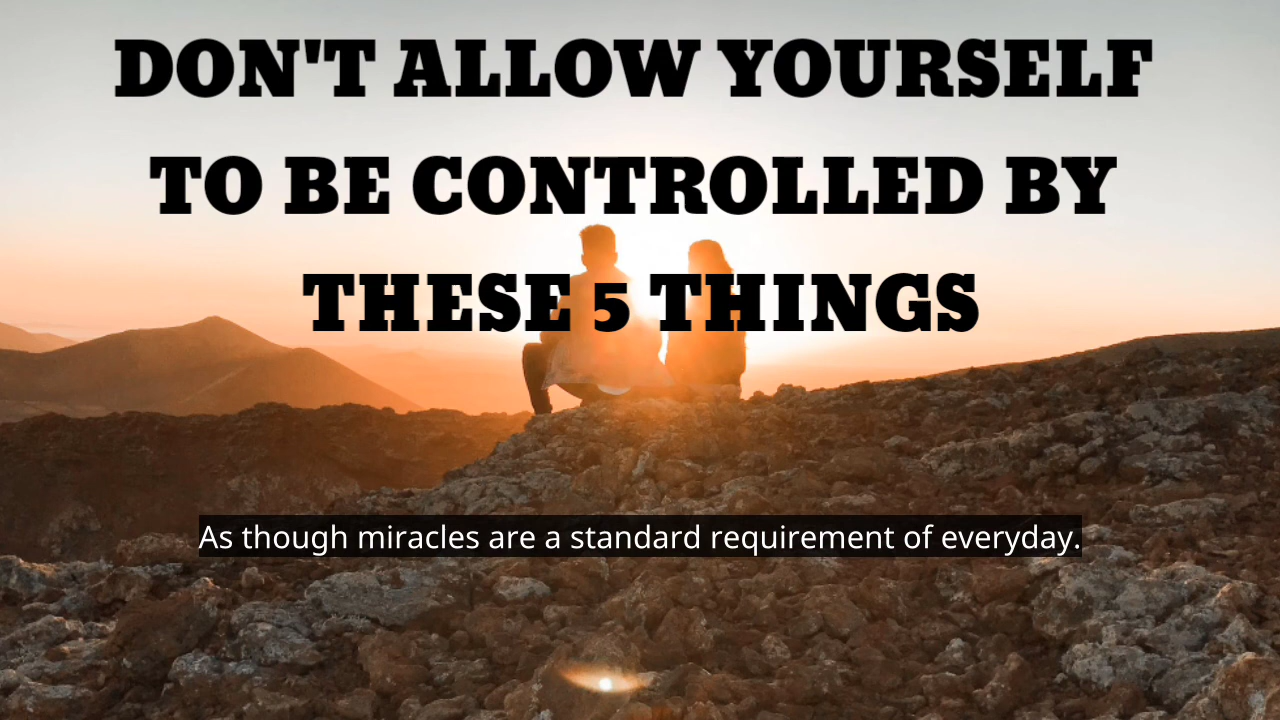 DON'T ALLOW YOURSELF
TO BE CONTROLLED BY
THESE 5 THINGS
As though miracles are a standard requirement of everyday.